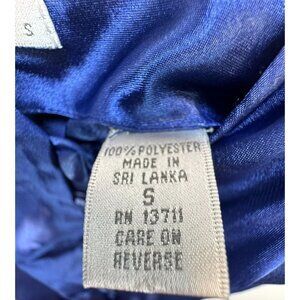 S
100% POLYESTER
MADE IN
SRI LANKA
S
RN 13711
CARE ON
REVERSE